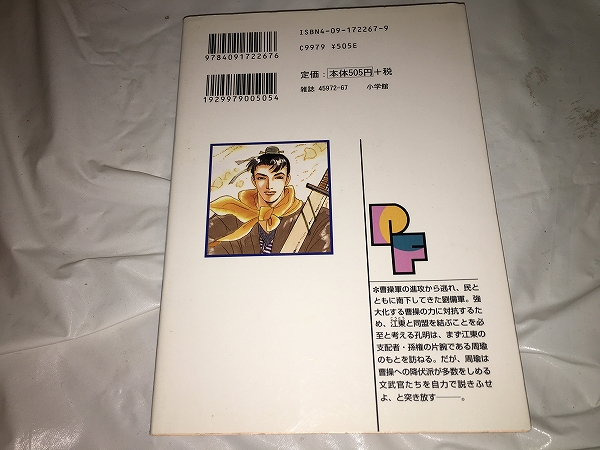 ISBN4-09-172267-9
C9979 ¥505E
9784091722676
1929979005054
定価：本体505円＋税
雑誌 45972-67 小学館
PF
＊曹操軍の進攻から逃れ、民と
ともに南下してきた劉備軍。強
大化する曹操の力に対抗するた
め、江東と同盟を結ぶことを必
至と考える孔明は、まず江東の
支配者・孫権の片腕である周瑜
のもとを訪ねる。だが、周瑜は
曹操への降伏派が多数をしめる
文武官たちを自力で説きふせ
よ、と突き放す――。